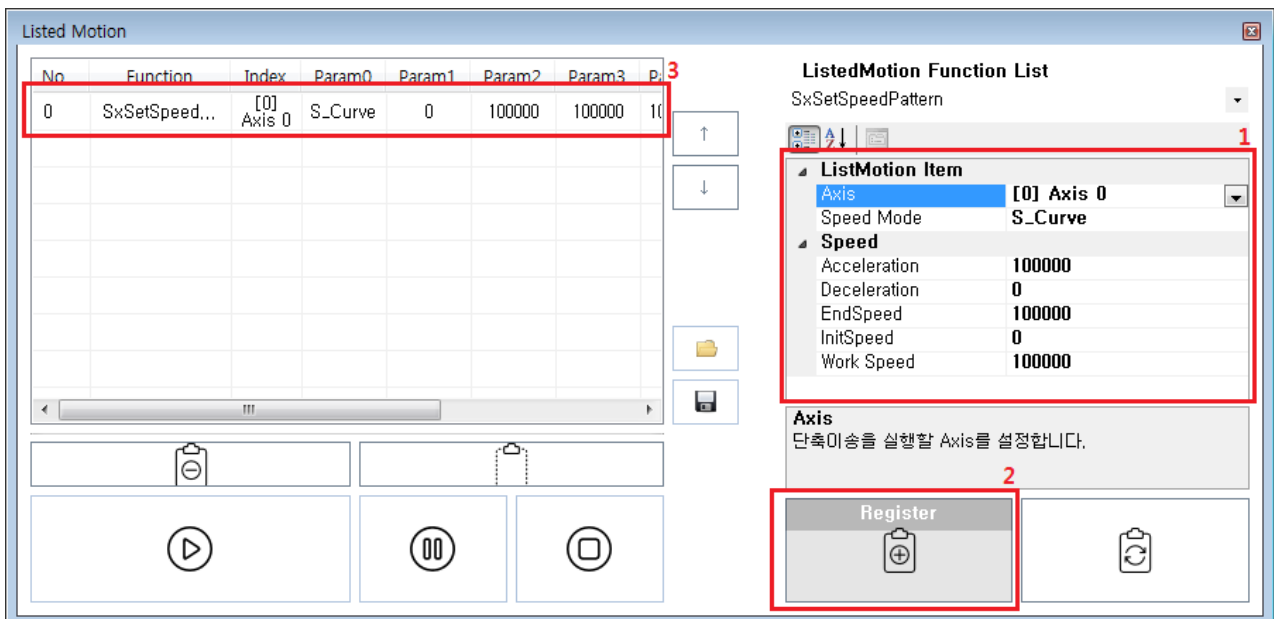 Listed Motion
No Function Index Param0 Param1 Param2 Param3
3
0 SxSetSpeed... [0] Axis 0 S_Curve 0 100000 100000
↑
↓
ListedMotion Function List
SxSetSpeedPattern
1
ListMotion Item
Axis [0] Axis 0
Speed Mode S_Curve
Speed
Acceleration 100000
Deceleration 0
EndSpeed 100000
InitSpeed 0
Work Speed 100000
Axis
단축이송을 실행할 Axis를 설정합니다.
2
Register